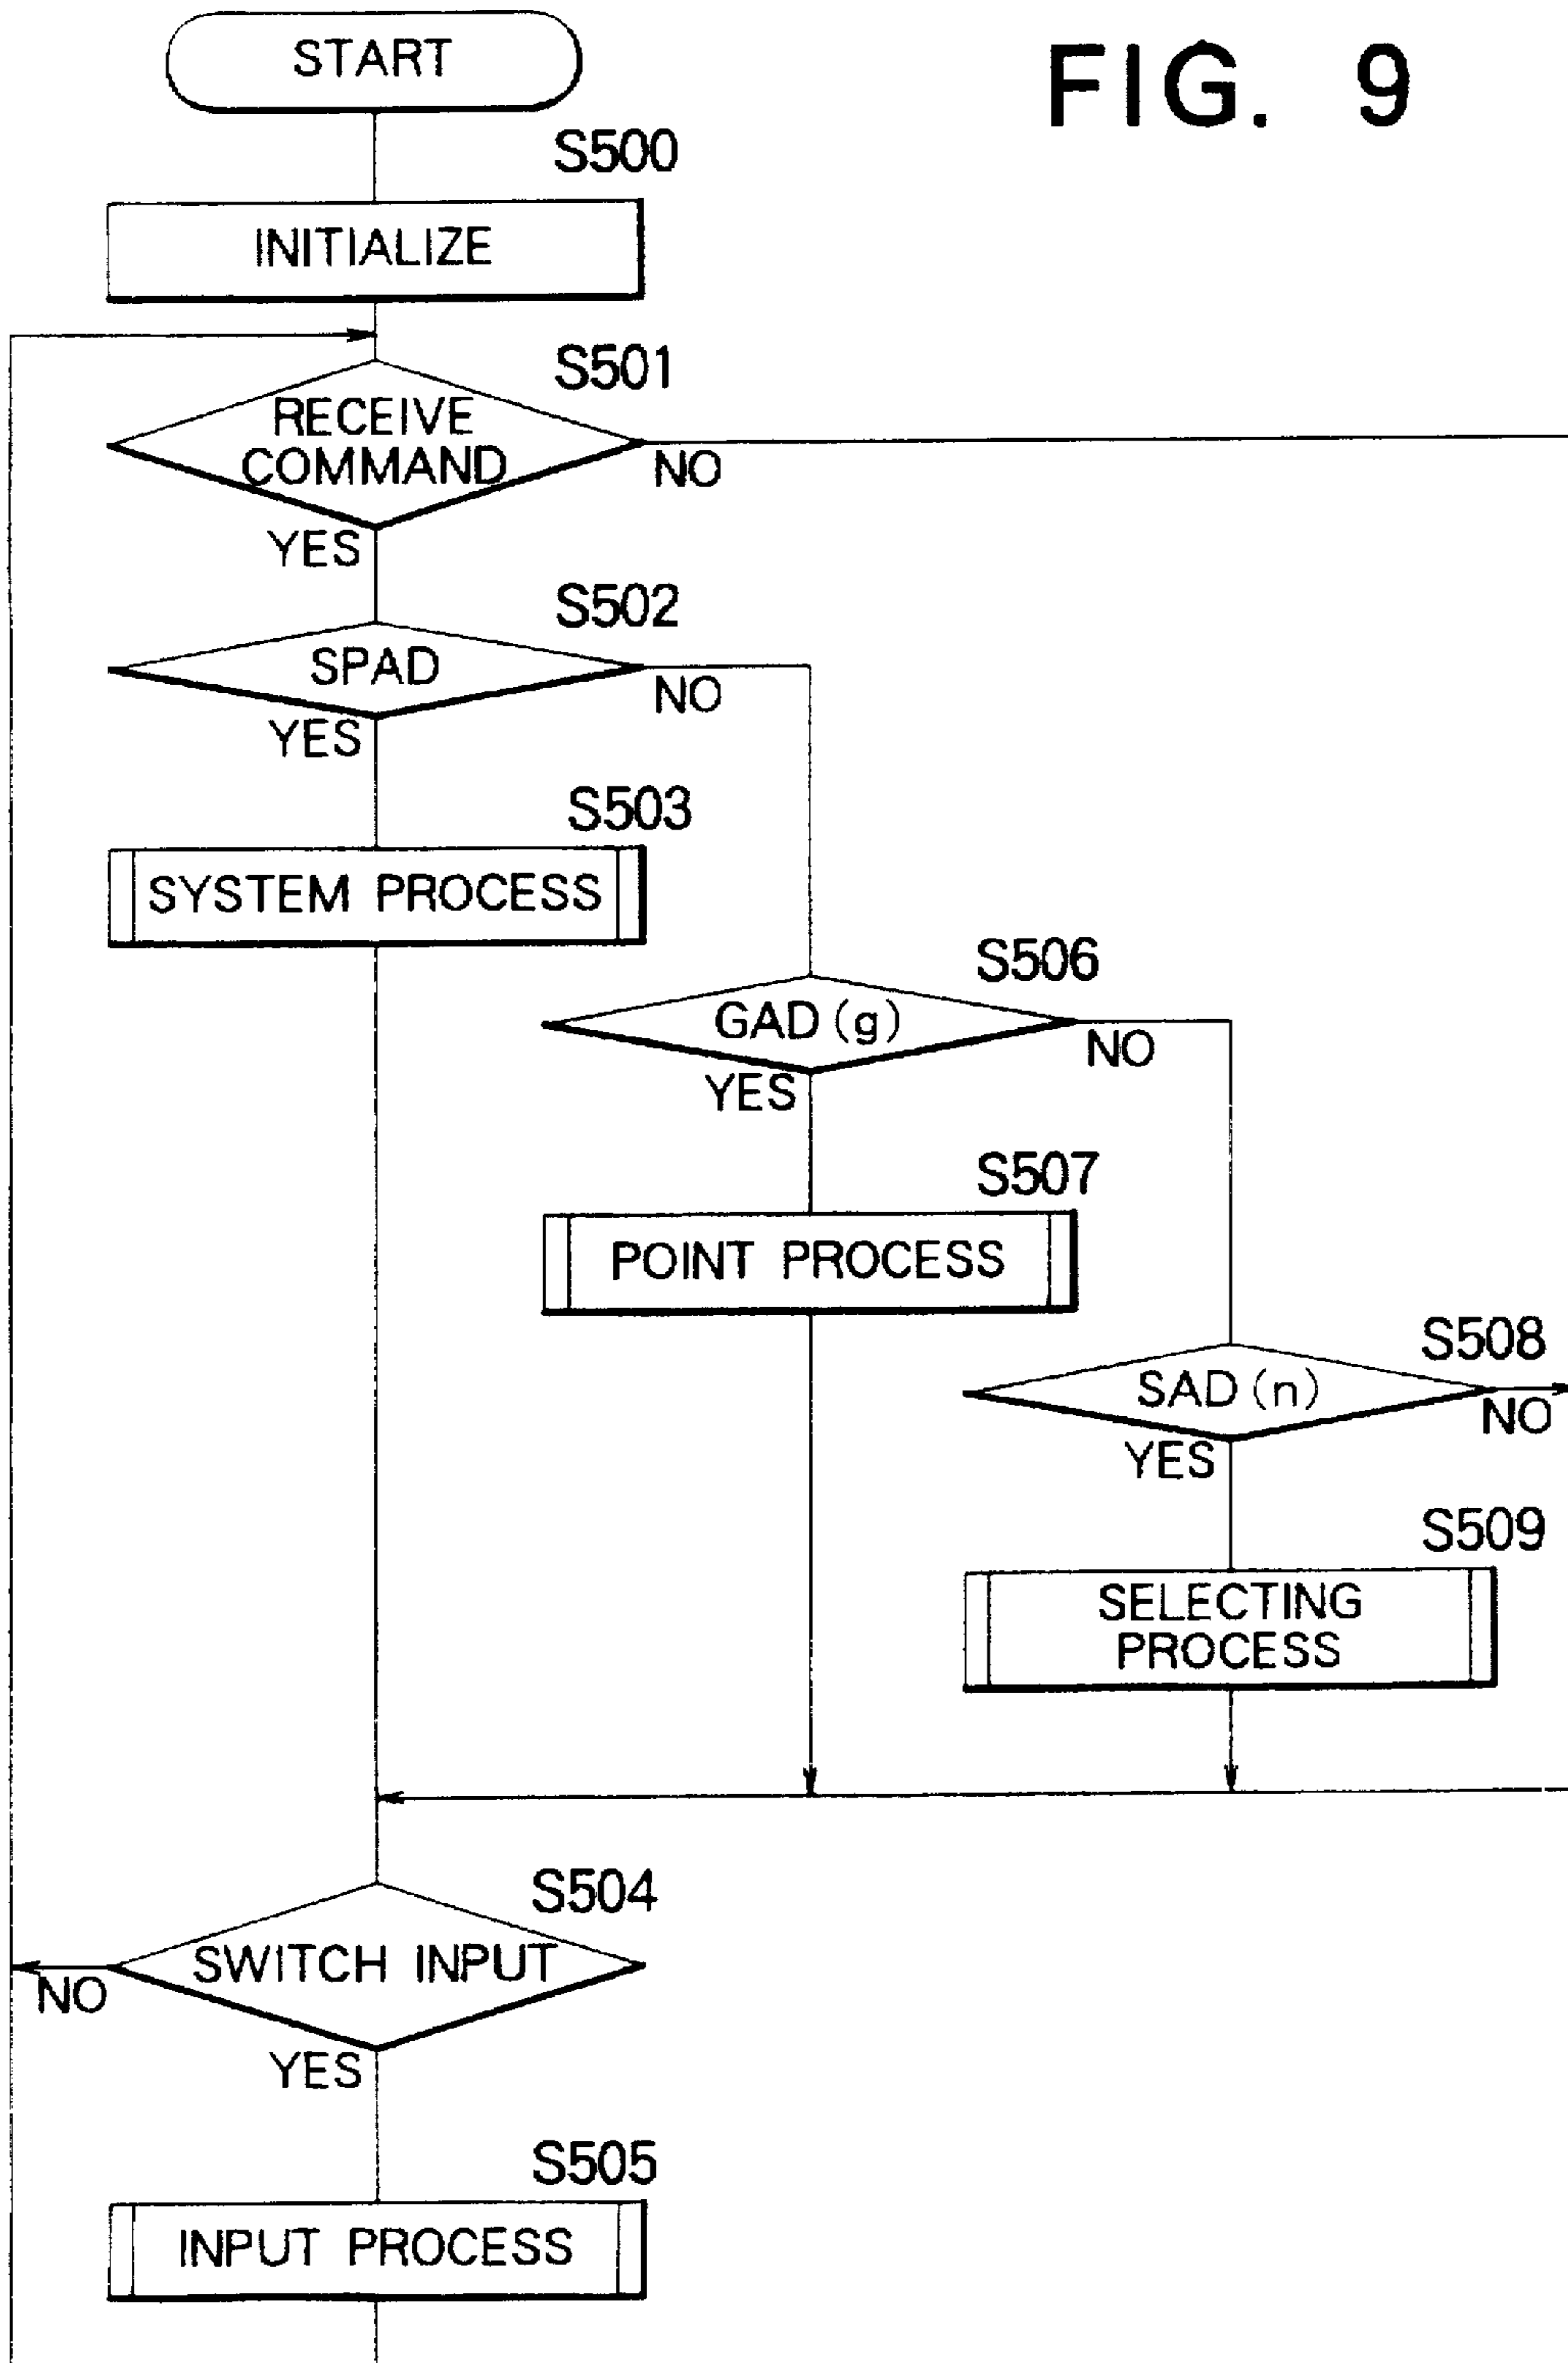 FIG. 9
START
S500
INITIALIZE
S501
RECEIVE
COMMAND
NO
YES
S502
SPAD
NO
YES
S503
SYSTEM PROCESS
S506
GAD (g)
NO
YES
S507
POINT PROCESS
S508
SAD (n)
NO
YES
S509
SELECTING
PROCESS
S504
SWITCH INPUT
NO
YES
S505
INPUT PROCESS